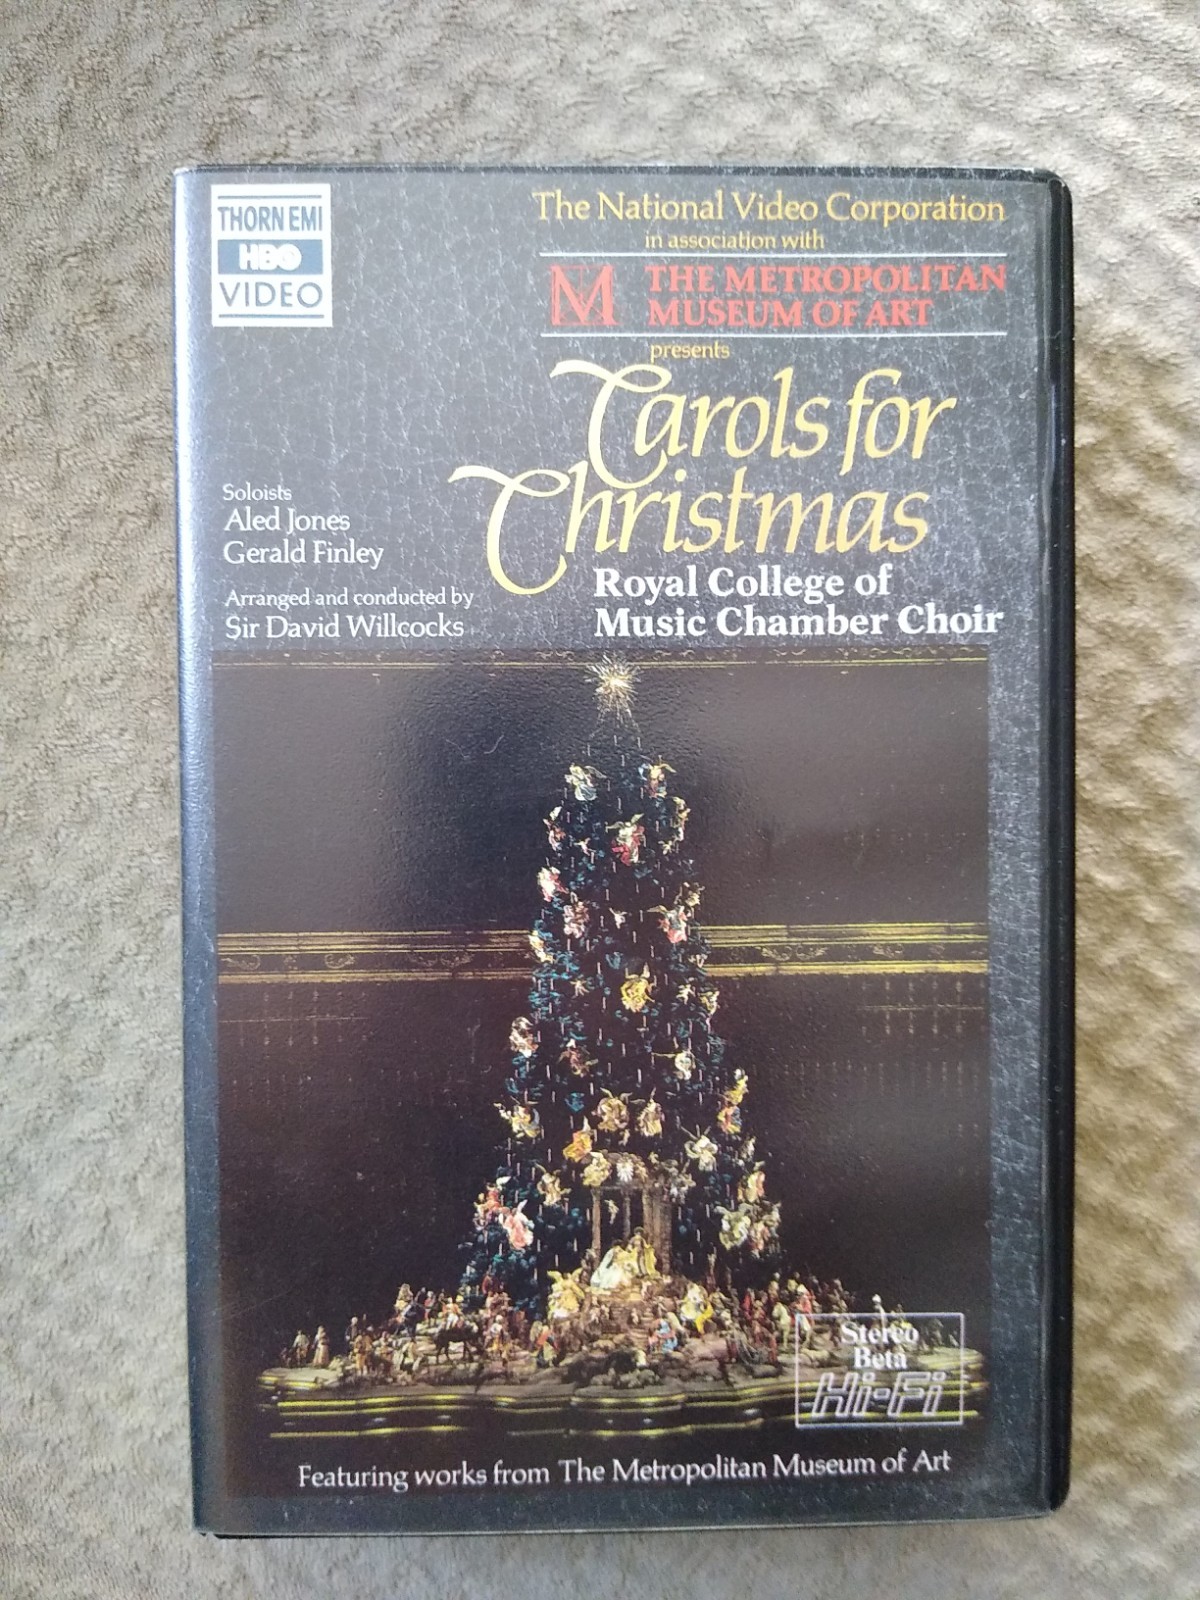 THORN EMI
HBO
VIDEO
The National Video Corporation
in association with
M
THE METROPOLITAN
MUSEUM OF ART
presents
Carols for
Christmas
Royal College of
Music Chamber Choir
Soloists
Aled Jones
Gerald Finley
Arranged and conducted by
Sir David Willcocks
Stereo
Beta
Hi-Fi
Featuring works from The Metropolitan Museum of Art